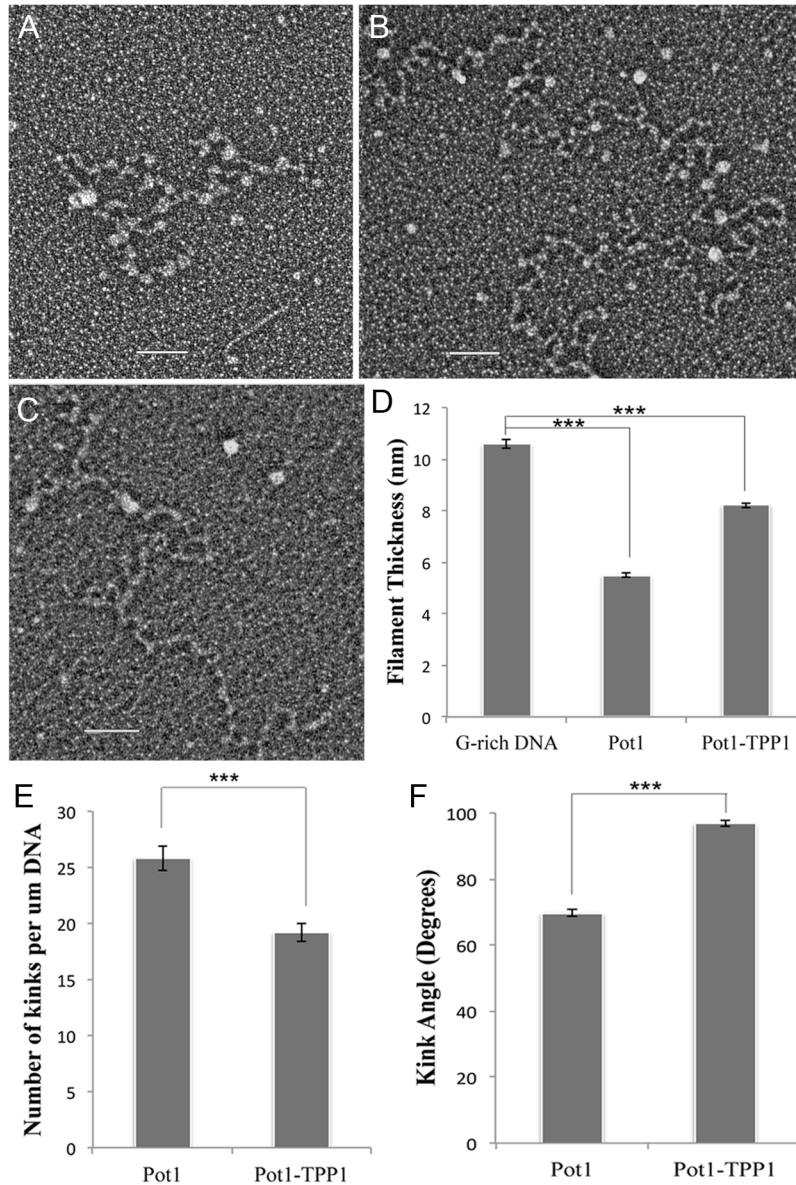 A
B
C
D
Filament Thickness (nm)
12
10
8
6
4
2
0
***
***
G-rich DNA
Pot1
Pot1-TPP1
E
Number of kinks per um DNA
30
25
20
15
10
5
0
***
Pot1
Pot1-TPP1
F
Kink Angle (Degrees)
100
80
60
40
20
0
***
Pot1
Pot1-TPP1